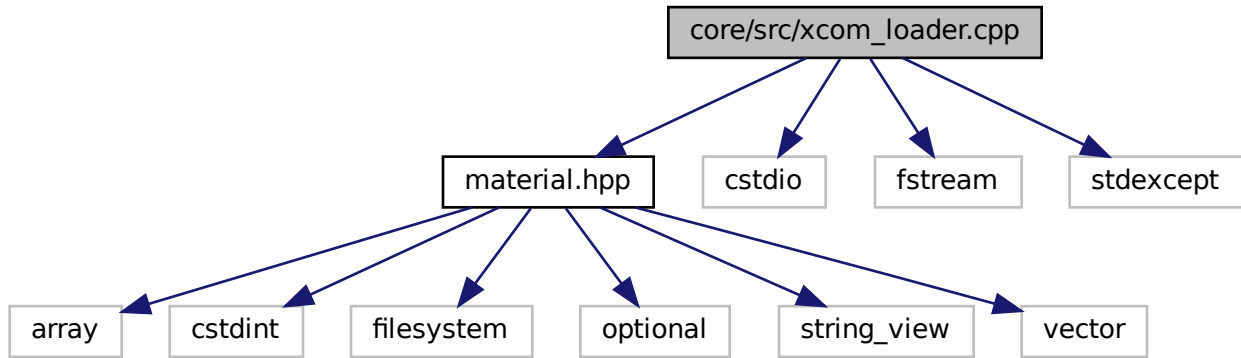 core/src/xcom_loader.cpp
material.hpp
cstdio
fstream
stdexcept
array
cstdint
filesystem
optional
string_view
vector